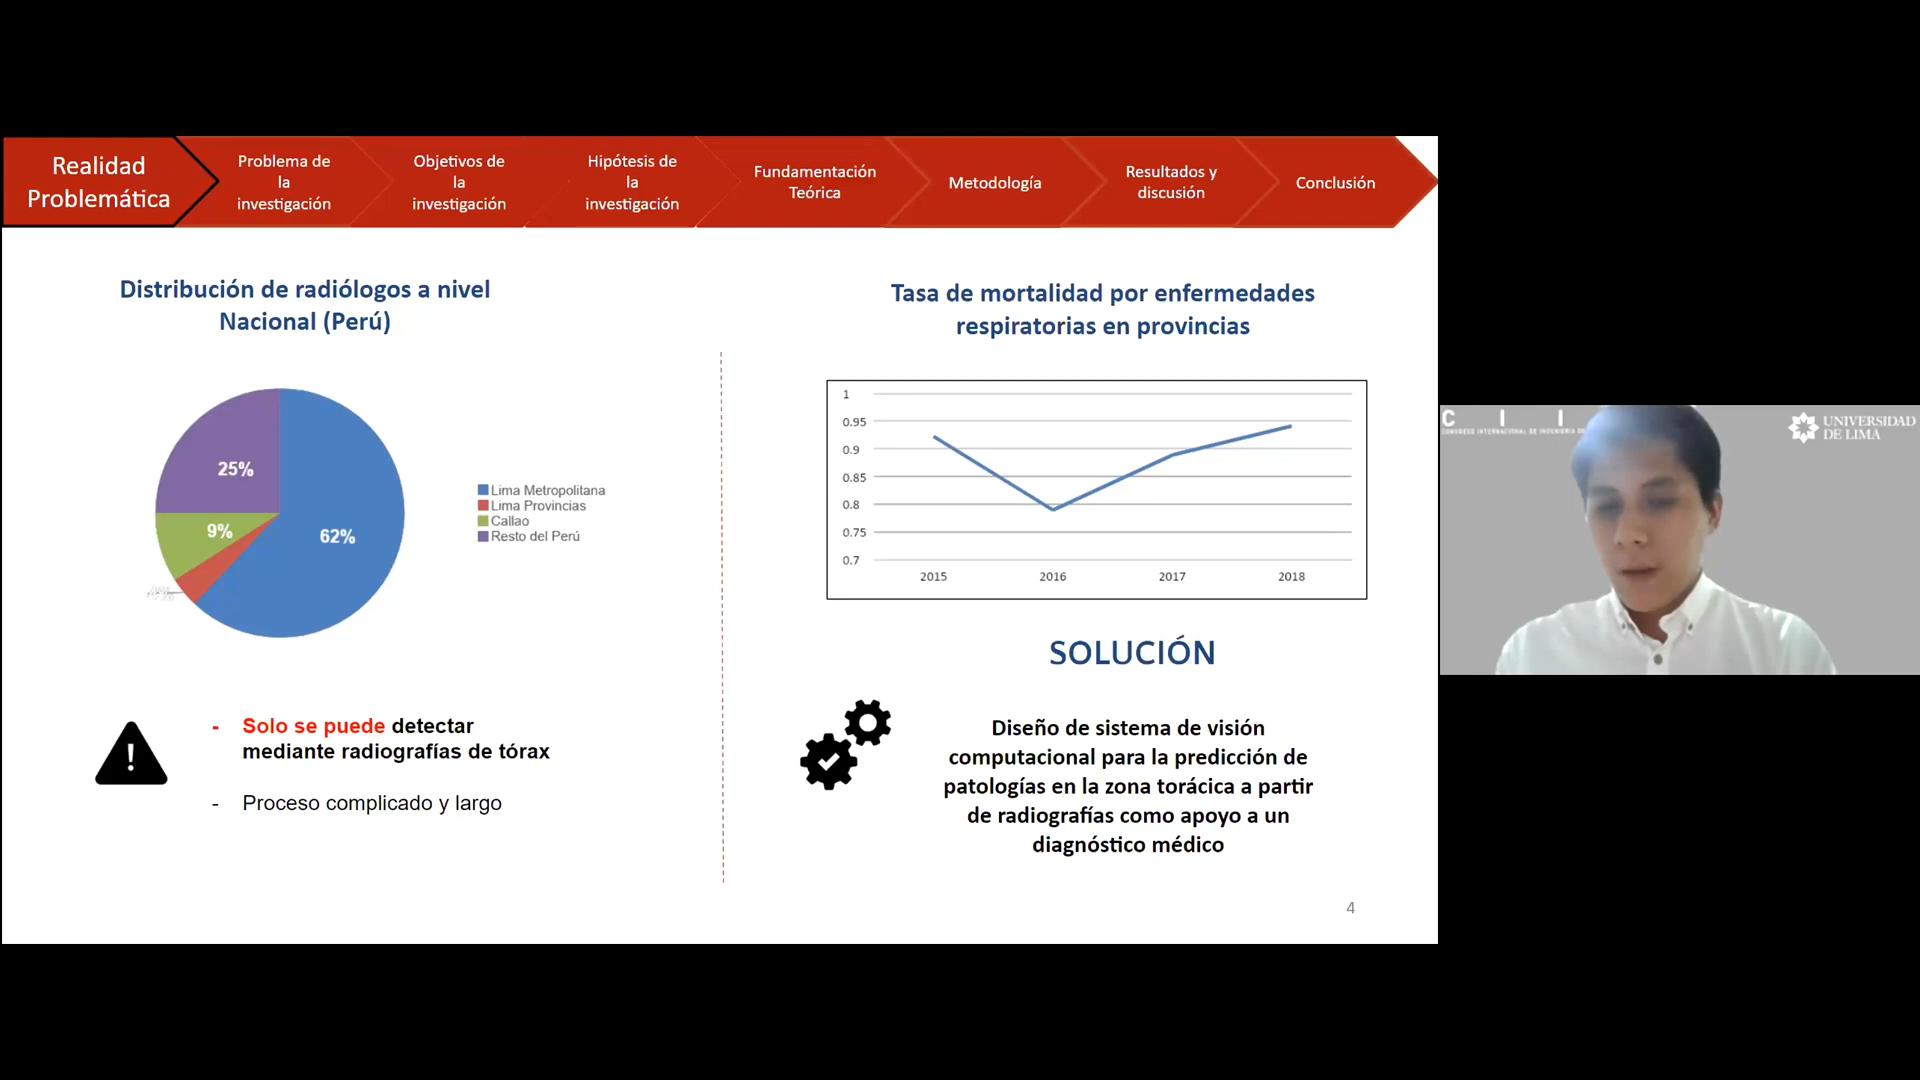 Realidad
Problemática
Problema de
la
investigación
Objetivos de
la
investigación
Hipótesis de
la
investigación
Fundamentación
Teórica
Metodología
Resultados y
discusión
Conclusión
Distribución de radiólogos a nivel
Nacional (Perú)
25%
9%
62%
Lima Metropolitana
Lima Provincias
Callao
Resto del Perú
- Solo se puede detectar
mediante radiografías de tórax
- Proceso complicado y largo
Tasa de mortalidad por enfermedades
respiratorias en provincias
1
0.95
0.9
0.85
0.8
0.75
0.7
2015 2016 2017 2018
SOLUCIÓN
Diseño de sistema de visión
computacional para la predicción de
patologías en la zona torácica a partir
de radiografías como apoyo a un
diagnóstico médico
4
C I I
CONGRESO INTERNACIONAL DE INGENIERÍA DE
UNIVERSIDAD
DE LIMA